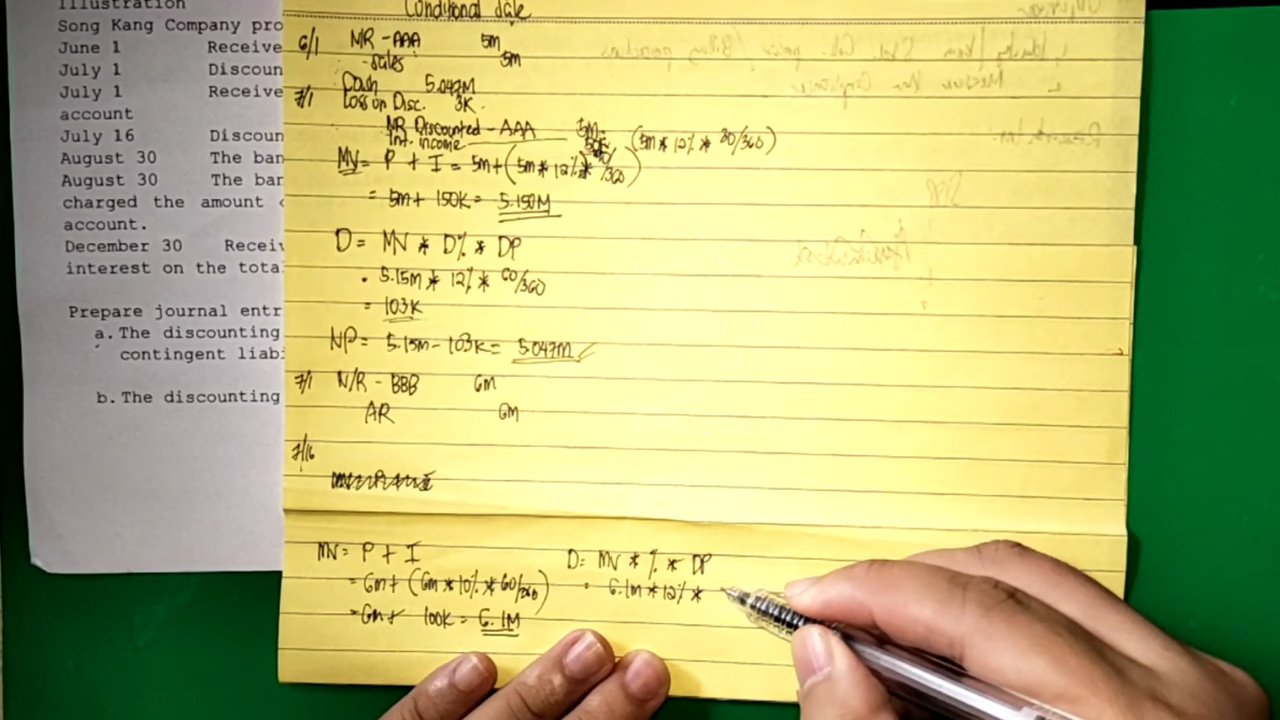 Illustration
Song Kang Company pro
June 1 Receive
July 1 Discoun
July 1 Receive
account
July 16 Discoun
August 30 The ban
August 30 The bar
charged the amount
account.
December 30 Receiv
interest on the tota
Prepare journal entr
a. The discounting
contingent liabi
b. The discounting
Conditional Sale
6/1 N/R - AAA 5m
Sales 5m
7/1 Cash 5.047M
Loss on Disc. 3K.
NR Discounted - AAA 5m
Int. income 50K (5m * 12% * 30/360)
MV = P + I = 5m + (5m * 12% * /360)
= 5m + 150K = 5.150M
D = MV * D% * DP
= 5.15m * 12% * 60/360
= 103K
NP = 5.15m - 103K = 5.047M
7/1 N/R - BBB 6m
AR 6m
7/16
MV = P + I
= 6m + (6m * 10% * 60/360)
= 6m + 100K = 6.1M
D = MV * % * DP
= 6.1m * 12% *